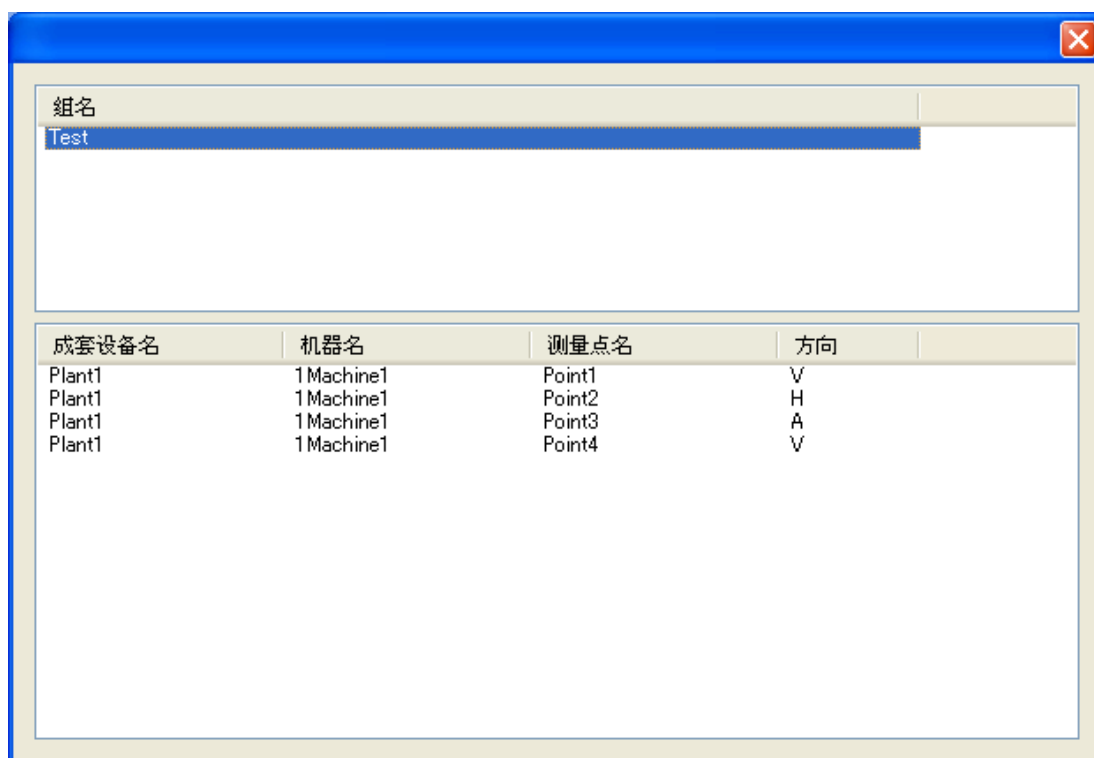 组名
Test
成套设备名 机器名 测量点名 方向
Plant1 1Machine1 Point1 V
Plant1 1Machine1 Point2 H
Plant1 1Machine1 Point3 A
Plant1 1Machine1 Point4 V